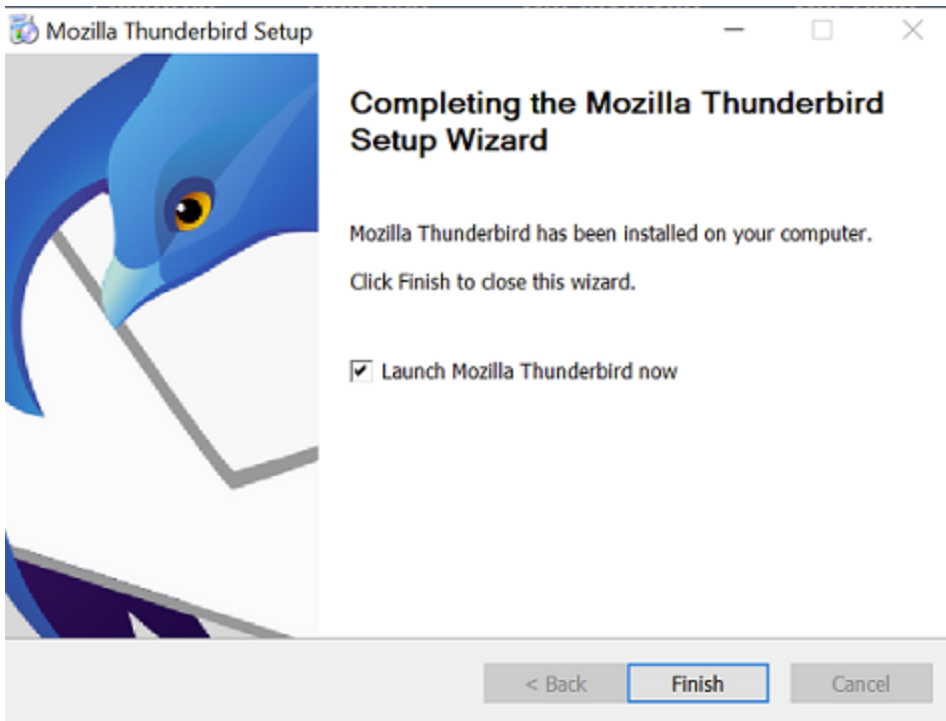 Mozilla Thunderbird Setup
Completing the Mozilla Thunderbird
Setup Wizard
Mozilla Thunderbird has been installed on your computer.
Click Finish to close this wizard.
Launch Mozilla Thunderbird now
< Back Finish Cancel